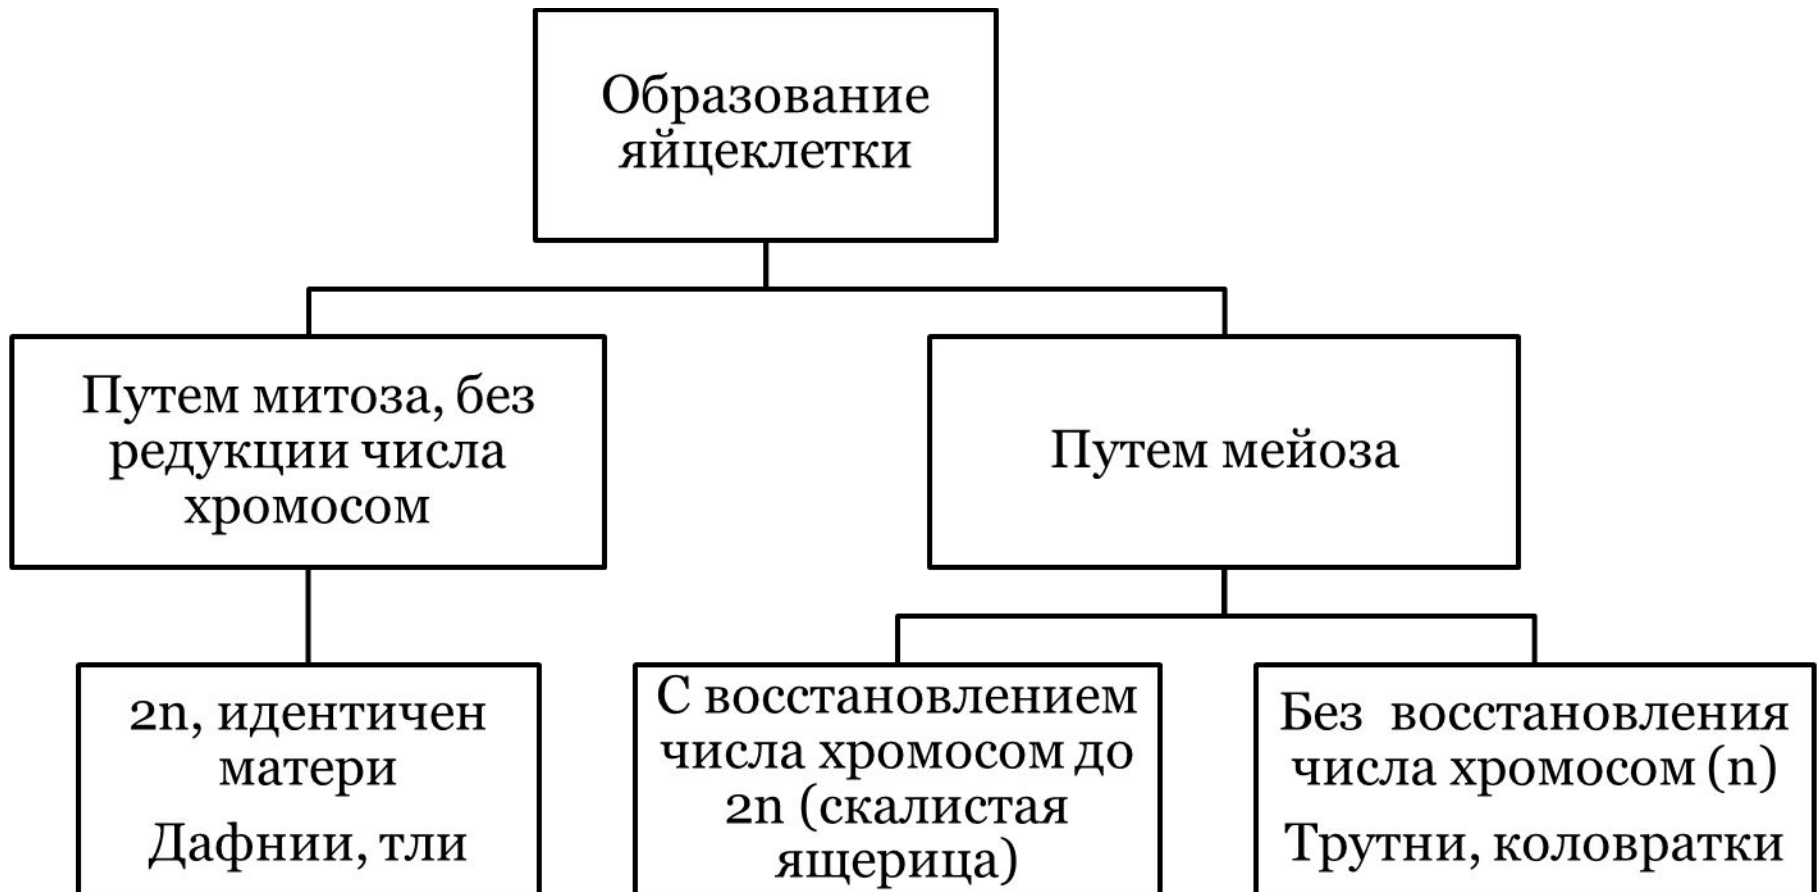 Образование
яйцеклетки
Путем митоза, без
редукции числа
хромосом
Путем мейоза
2n, идентичен
матери
Дафнии, тли
С восстановлением
числа хромосом до
2n (скалистая
ящерица)
Без восстановления
числа хромосом (n)
Трутни, коловратки